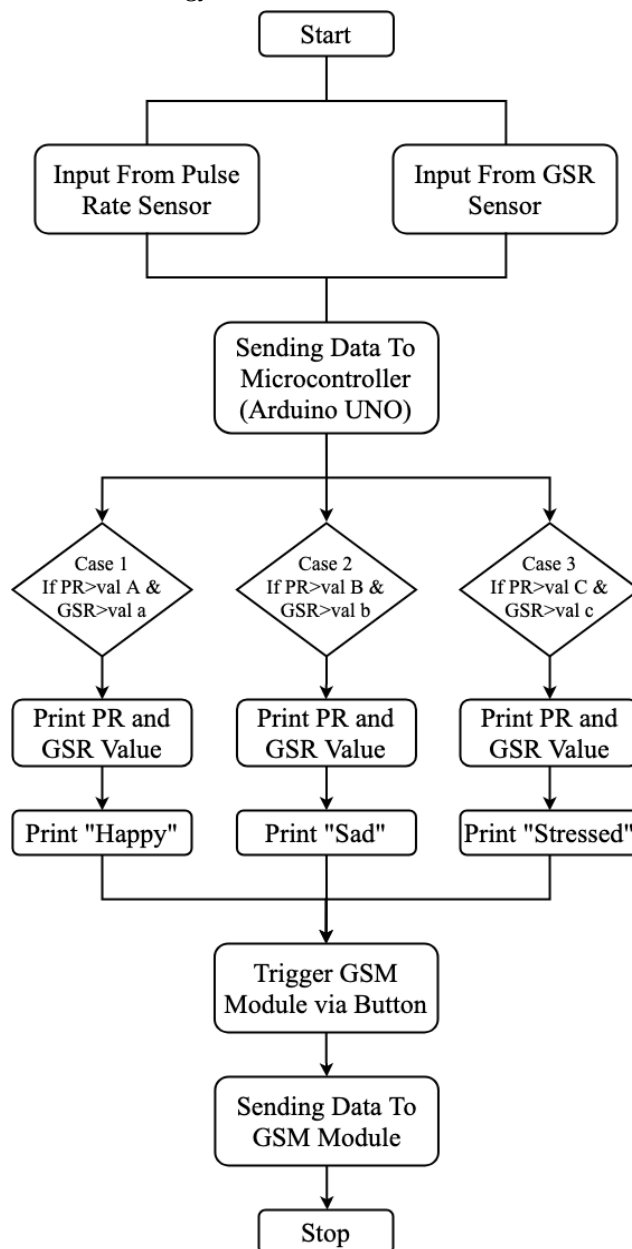 Start
Input From Pulse
Rate Sensor
Input From GSR
Sensor
Sending Data To
Microcontroller
(Arduino UNO)
Case 1
If PR>val A &
GSR>val a
Case 2
If PR>val B &
GSR>val b
Case 3
If PR>val C &
GSR>val c
Print PR and
GSR Value
Print PR and
GSR Value
Print PR and
GSR Value
Print "Happy"
Print "Sad"
Print "Stressed"
Trigger GSM
Module via Button
Sending Data To
GSM Module
Stop